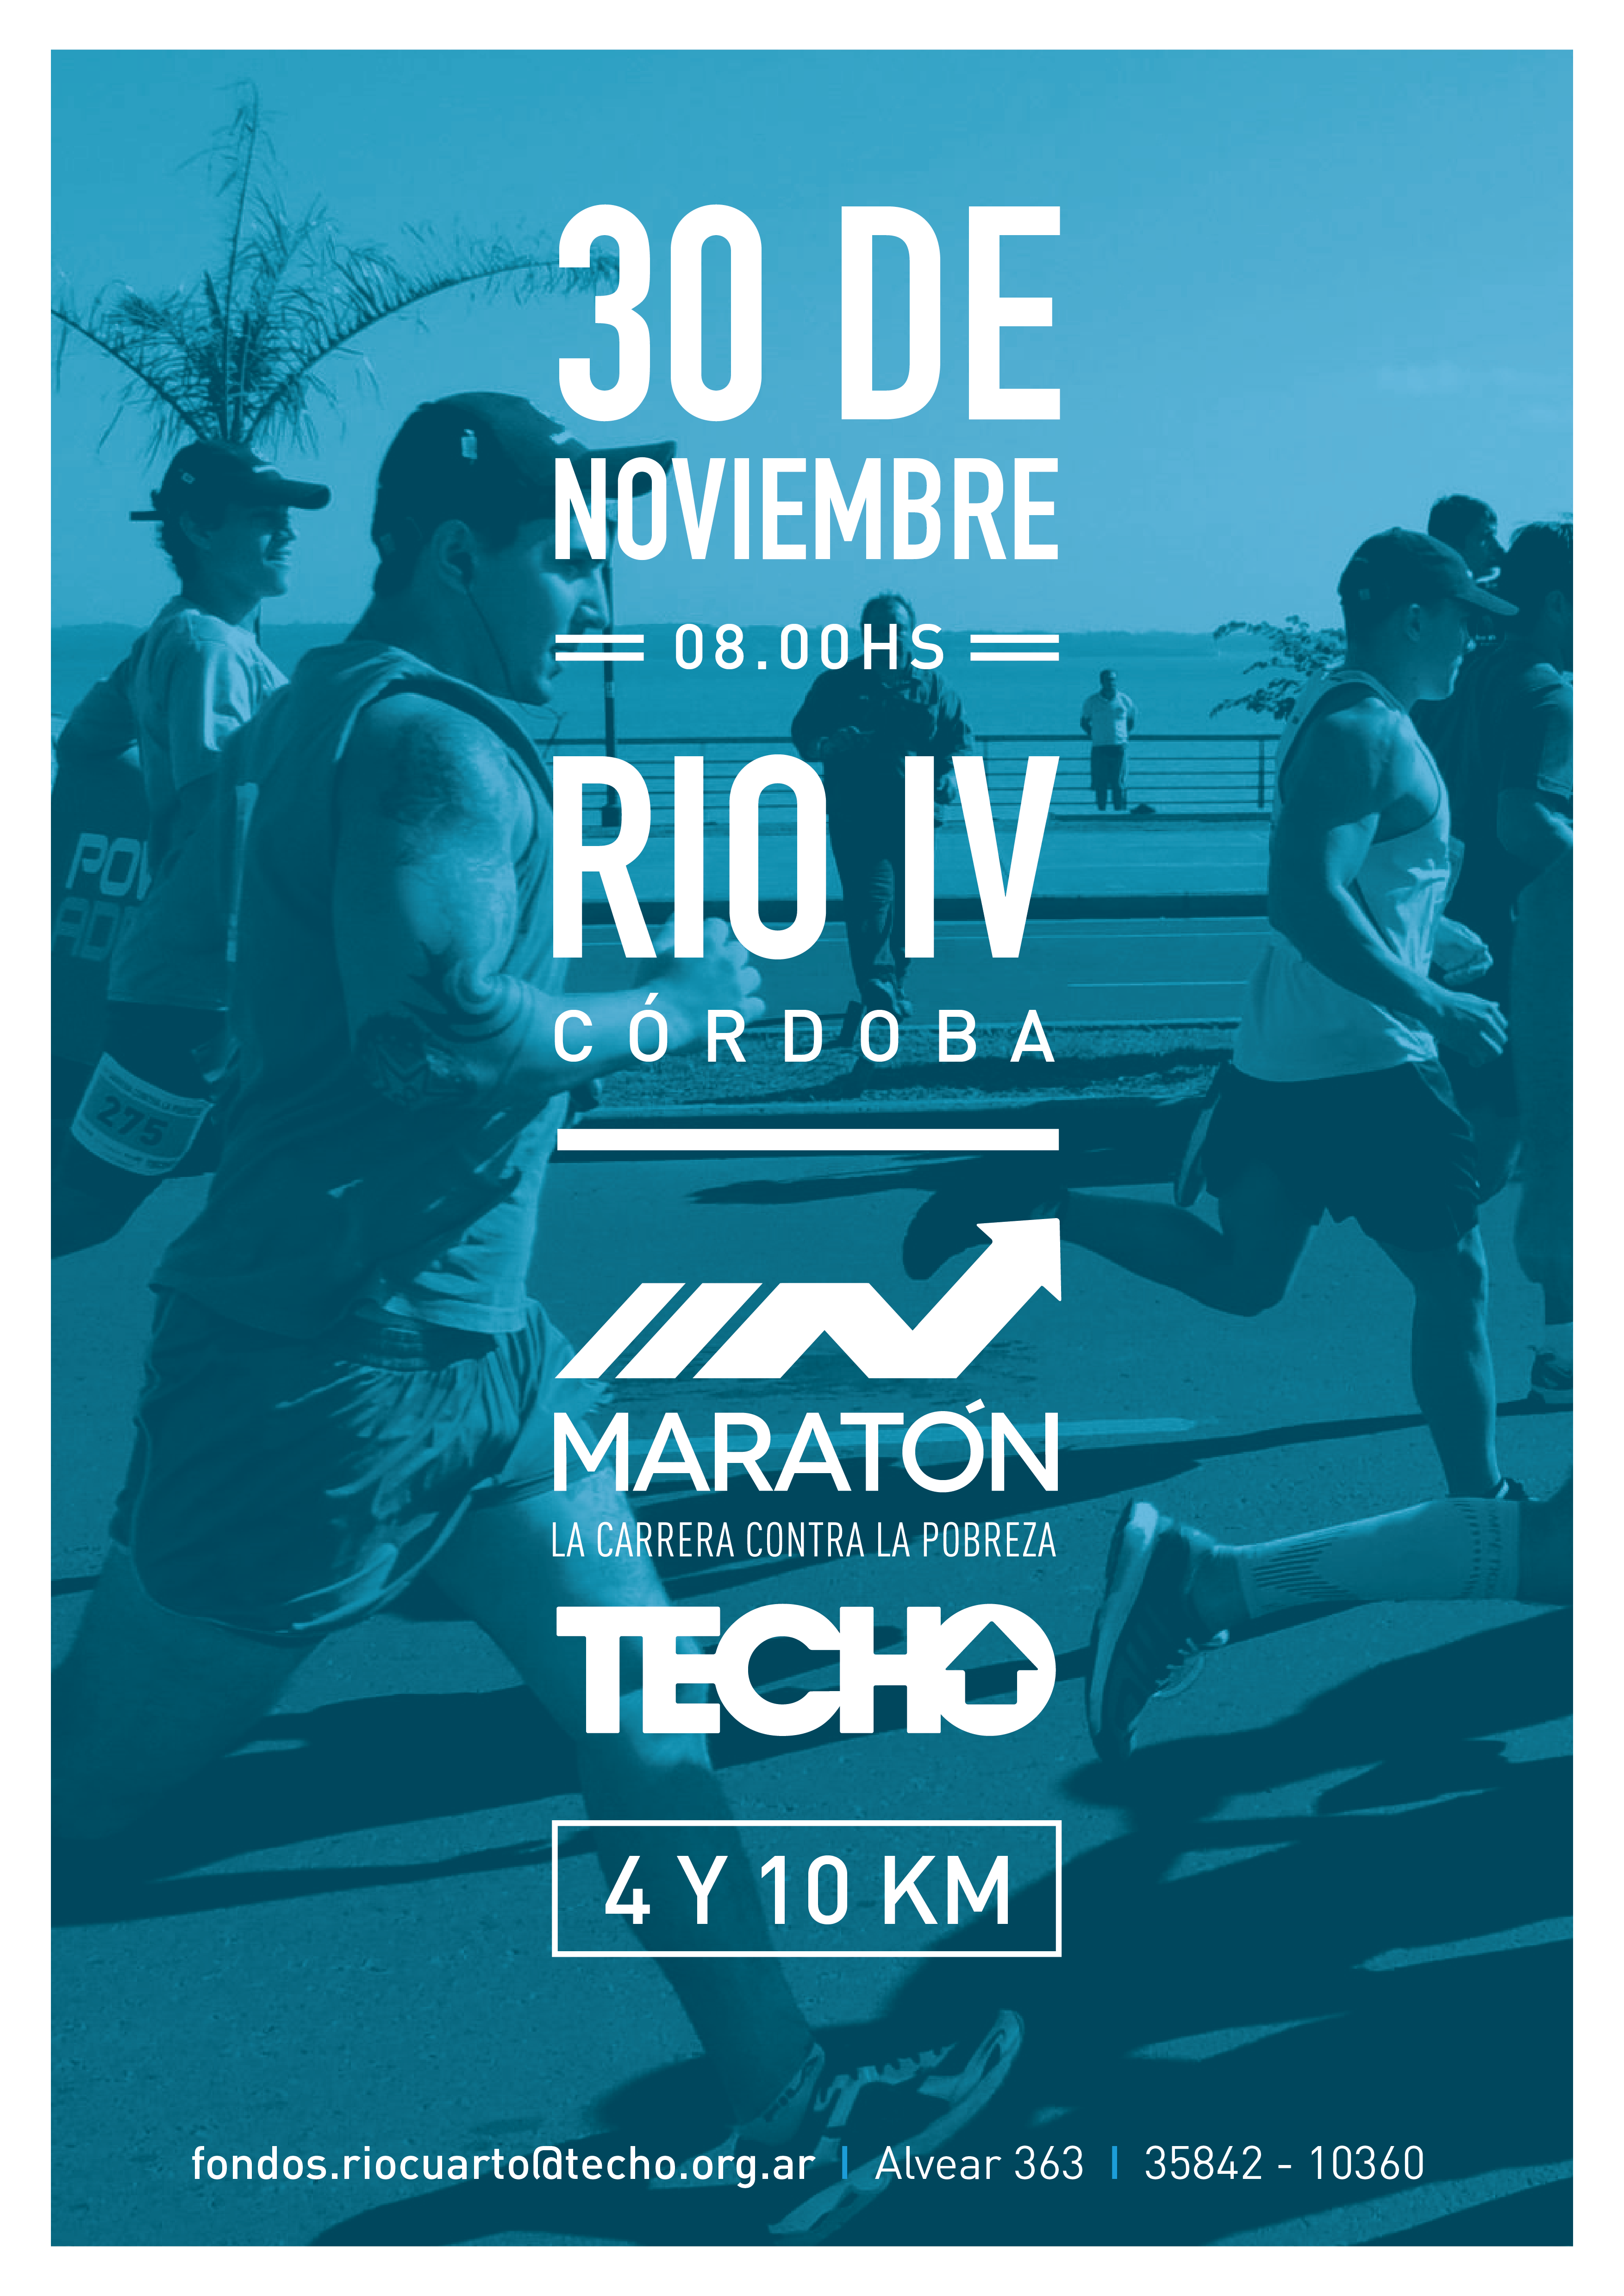 30 DE
NOVIEMBRE
08.00HS
RIO IV
CÓRDOBA
MARATÓN
LA CARRERA CONTRA LA POBREZA
TECHO
4 Y 10 KM
fondos.riocuarto@techo.org.ar | Alvear 363 | 35842 - 10360
275